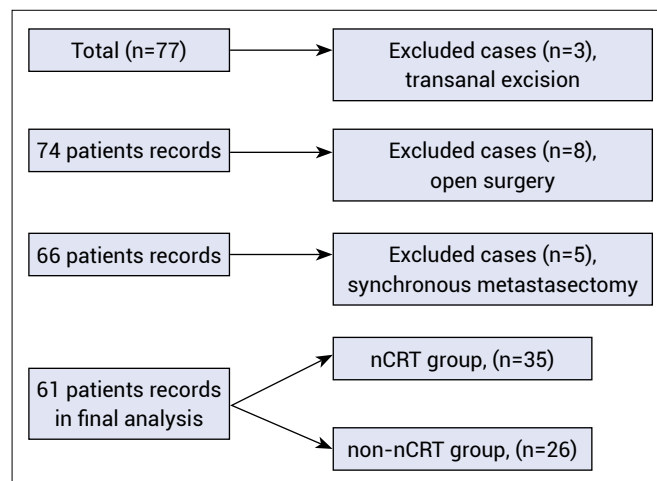 Total (n=77)
Excluded cases (n=3),
transanal excision
74 patients records
Excluded cases (n=8),
open surgery
66 patients records
Excluded cases (n=5),
synchronous metastasectomy
61 patients records
in final analysis
nCRT group, (n=35)
non-nCRT group, (n=26)